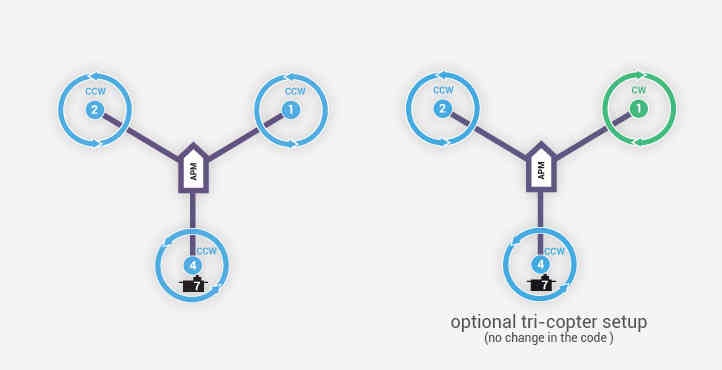 CCW
2
CCW
1
APM
CCW
4
7
CCW
2
CW
1
APM
CCW
4
7
optional tri-copter setup
(no change in the code )